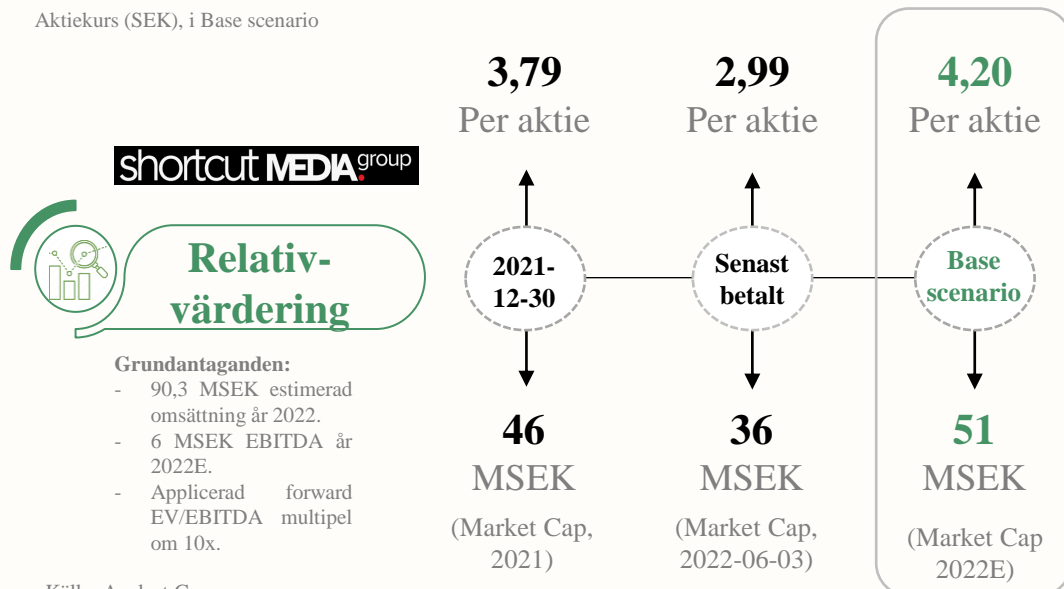 Aktiekurs (SEK), i Base scenario
3,79
Per aktie
2,99
Per aktie
4,20
Per aktie
shortcut MEDIA. group
Relativ-
värdering
2021-
12-30
Senast
betalt
Base
scenario
Grundantaganden:
- 90,3 MSEK estimerad
omsättning år 2022.
- 6 MSEK EBITDA år
2022E.
- Applicerad forward
EV/EBITDA multipel
om 10x.
46
MSEK
(Market Cap,
2021)
36
MSEK
(Market Cap,
2022-06-03)
51
MSEK
(Market Cap
2022E)